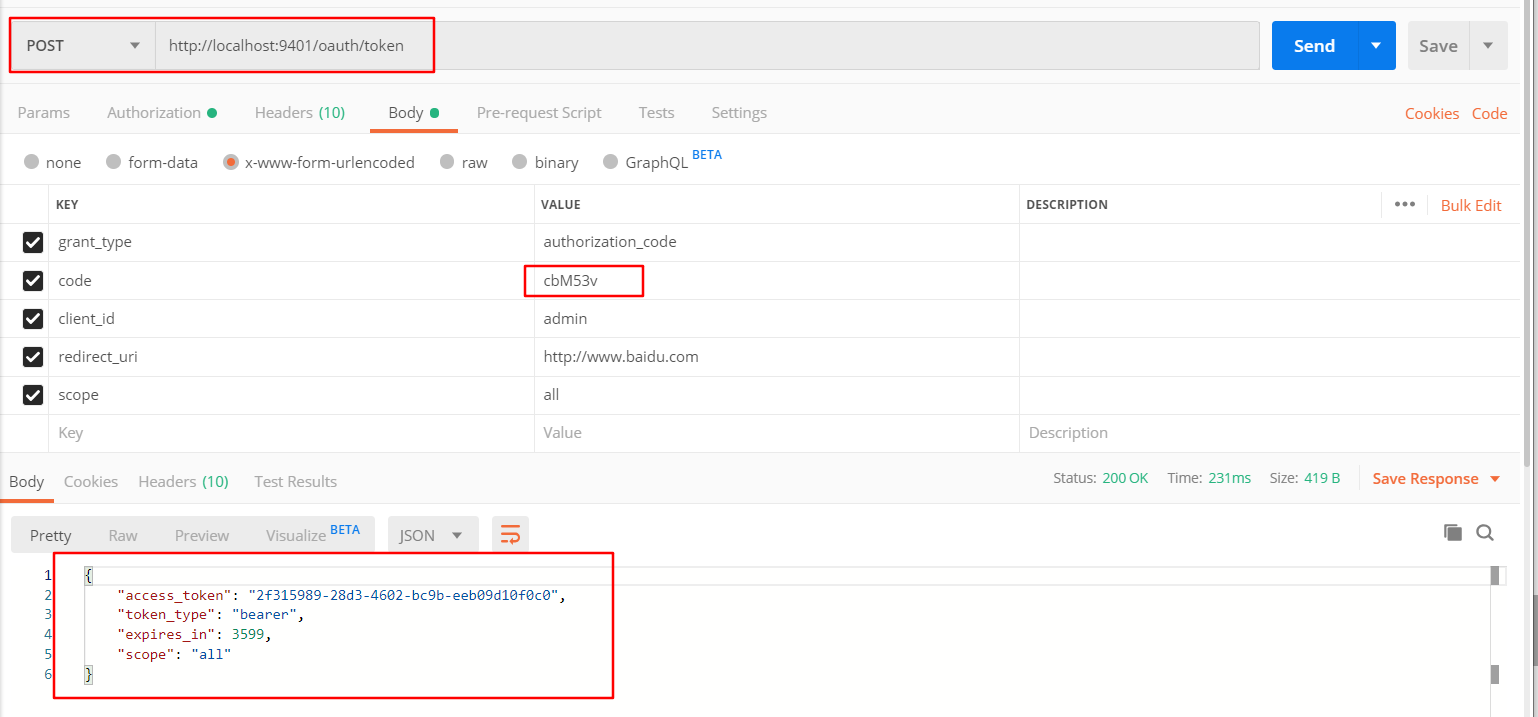 POST http://localhost:9401/oauth/token Send Save
Params Authorization Headers (10) Body Pre-request Script Tests Settings Cookies Code
none form-data x-www-form-urlencoded raw binary GraphQL BETA
KEY VALUE DESCRIPTION ••• Bulk Edit
grant_type authorization_code
code cbM53v
client_id admin
redirect_uri http://www.baidu.com
scope all
Key Value Description
Body Cookies Headers (10) Test Results Status: 200 OK Time: 231ms Size: 419 B Save Response
Pretty Raw Preview Visualize BETA JSON
1 {
2 "access_token": "2f315989-28d3-4602-bc9b-eeb09d10f0c0",
3 "token_type": "bearer",
4 "expires_in": 3599,
5 "scope": "all"
6 }